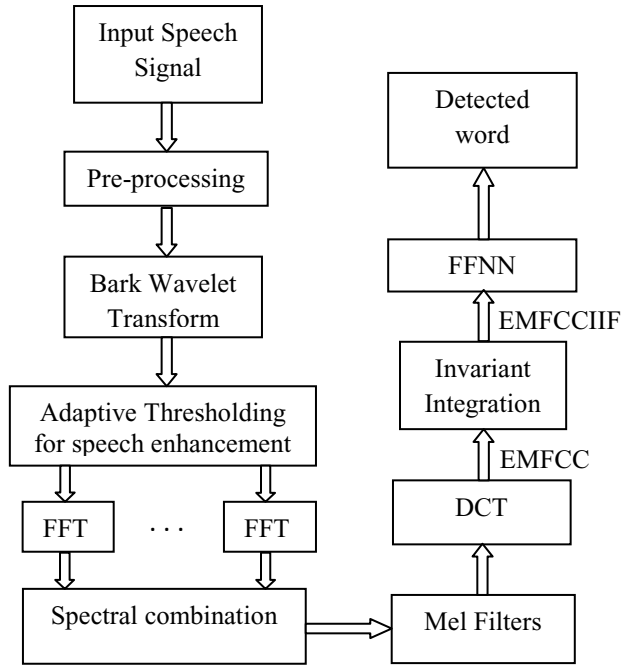 Input Speech
Signal
Pre-processing
Bark Wavelet
Transform
Adaptive Thresholding
for speech enhancement
FFT . . . FFT
Spectral combination
Mel Filters
DCT
EMFCC
Invariant
Integration
EMFCCIIF
FFNN
Detected
word